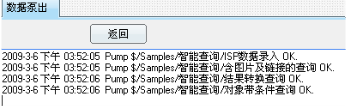 数据泵出
返回
2009-3-6 下午 03:52:05  Pump $/Samples/智能查询/ISP数据录入 OK.
2009-3-6 下午 03:52:05  Pump $/Samples/智能查询/含图片及链接的查询 OK.
2009-3-6 下午 03:52:06  Pump $/Samples/智能查询/结果转换查询 OK.
2009-3-6 下午 03:52:06  Pump $/Samples/智能查询/对象带条件查询 OK.